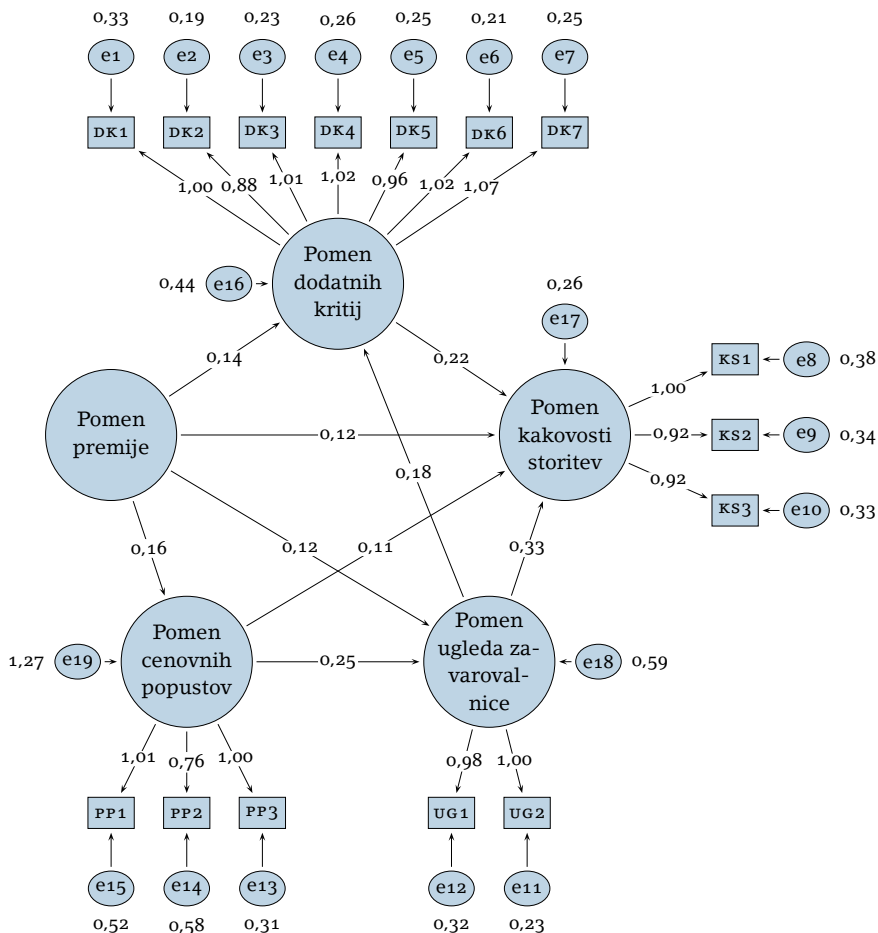 0,33 0,19 0,23 0,26 0,25 0,21 0,25
e1 e2 e3 e4 e5 e6 e7
DK1 DK2 DK3 DK4 DK5 DK6 DK7
1,00 0,88 1,01 1,02 0,96 1,02 1,07
Pomen
dodatnih
kritij
0,44 e16
0,26
e17
0,14
0,22
KS1 e8 0,38
1,00
Pomen
premije
0,12
Pomen
kakovosti
storitev
0,92 KS2 e9 0,34
0,92
KS3 e10 0,33
0,18
0,16
0,12
0,11
0,33
1,27 e19
Pomen
cenovnih
popustov
0,25
Pomen
ugleda za-
varoval-
nice
e18 0,59
1,01 0,76 1,00
0,98 1,00
PP1 PP2 PP3 UG1 UG2
e15 e14 e13 e12 e11
0,52 0,58 0,31 0,32 0,23